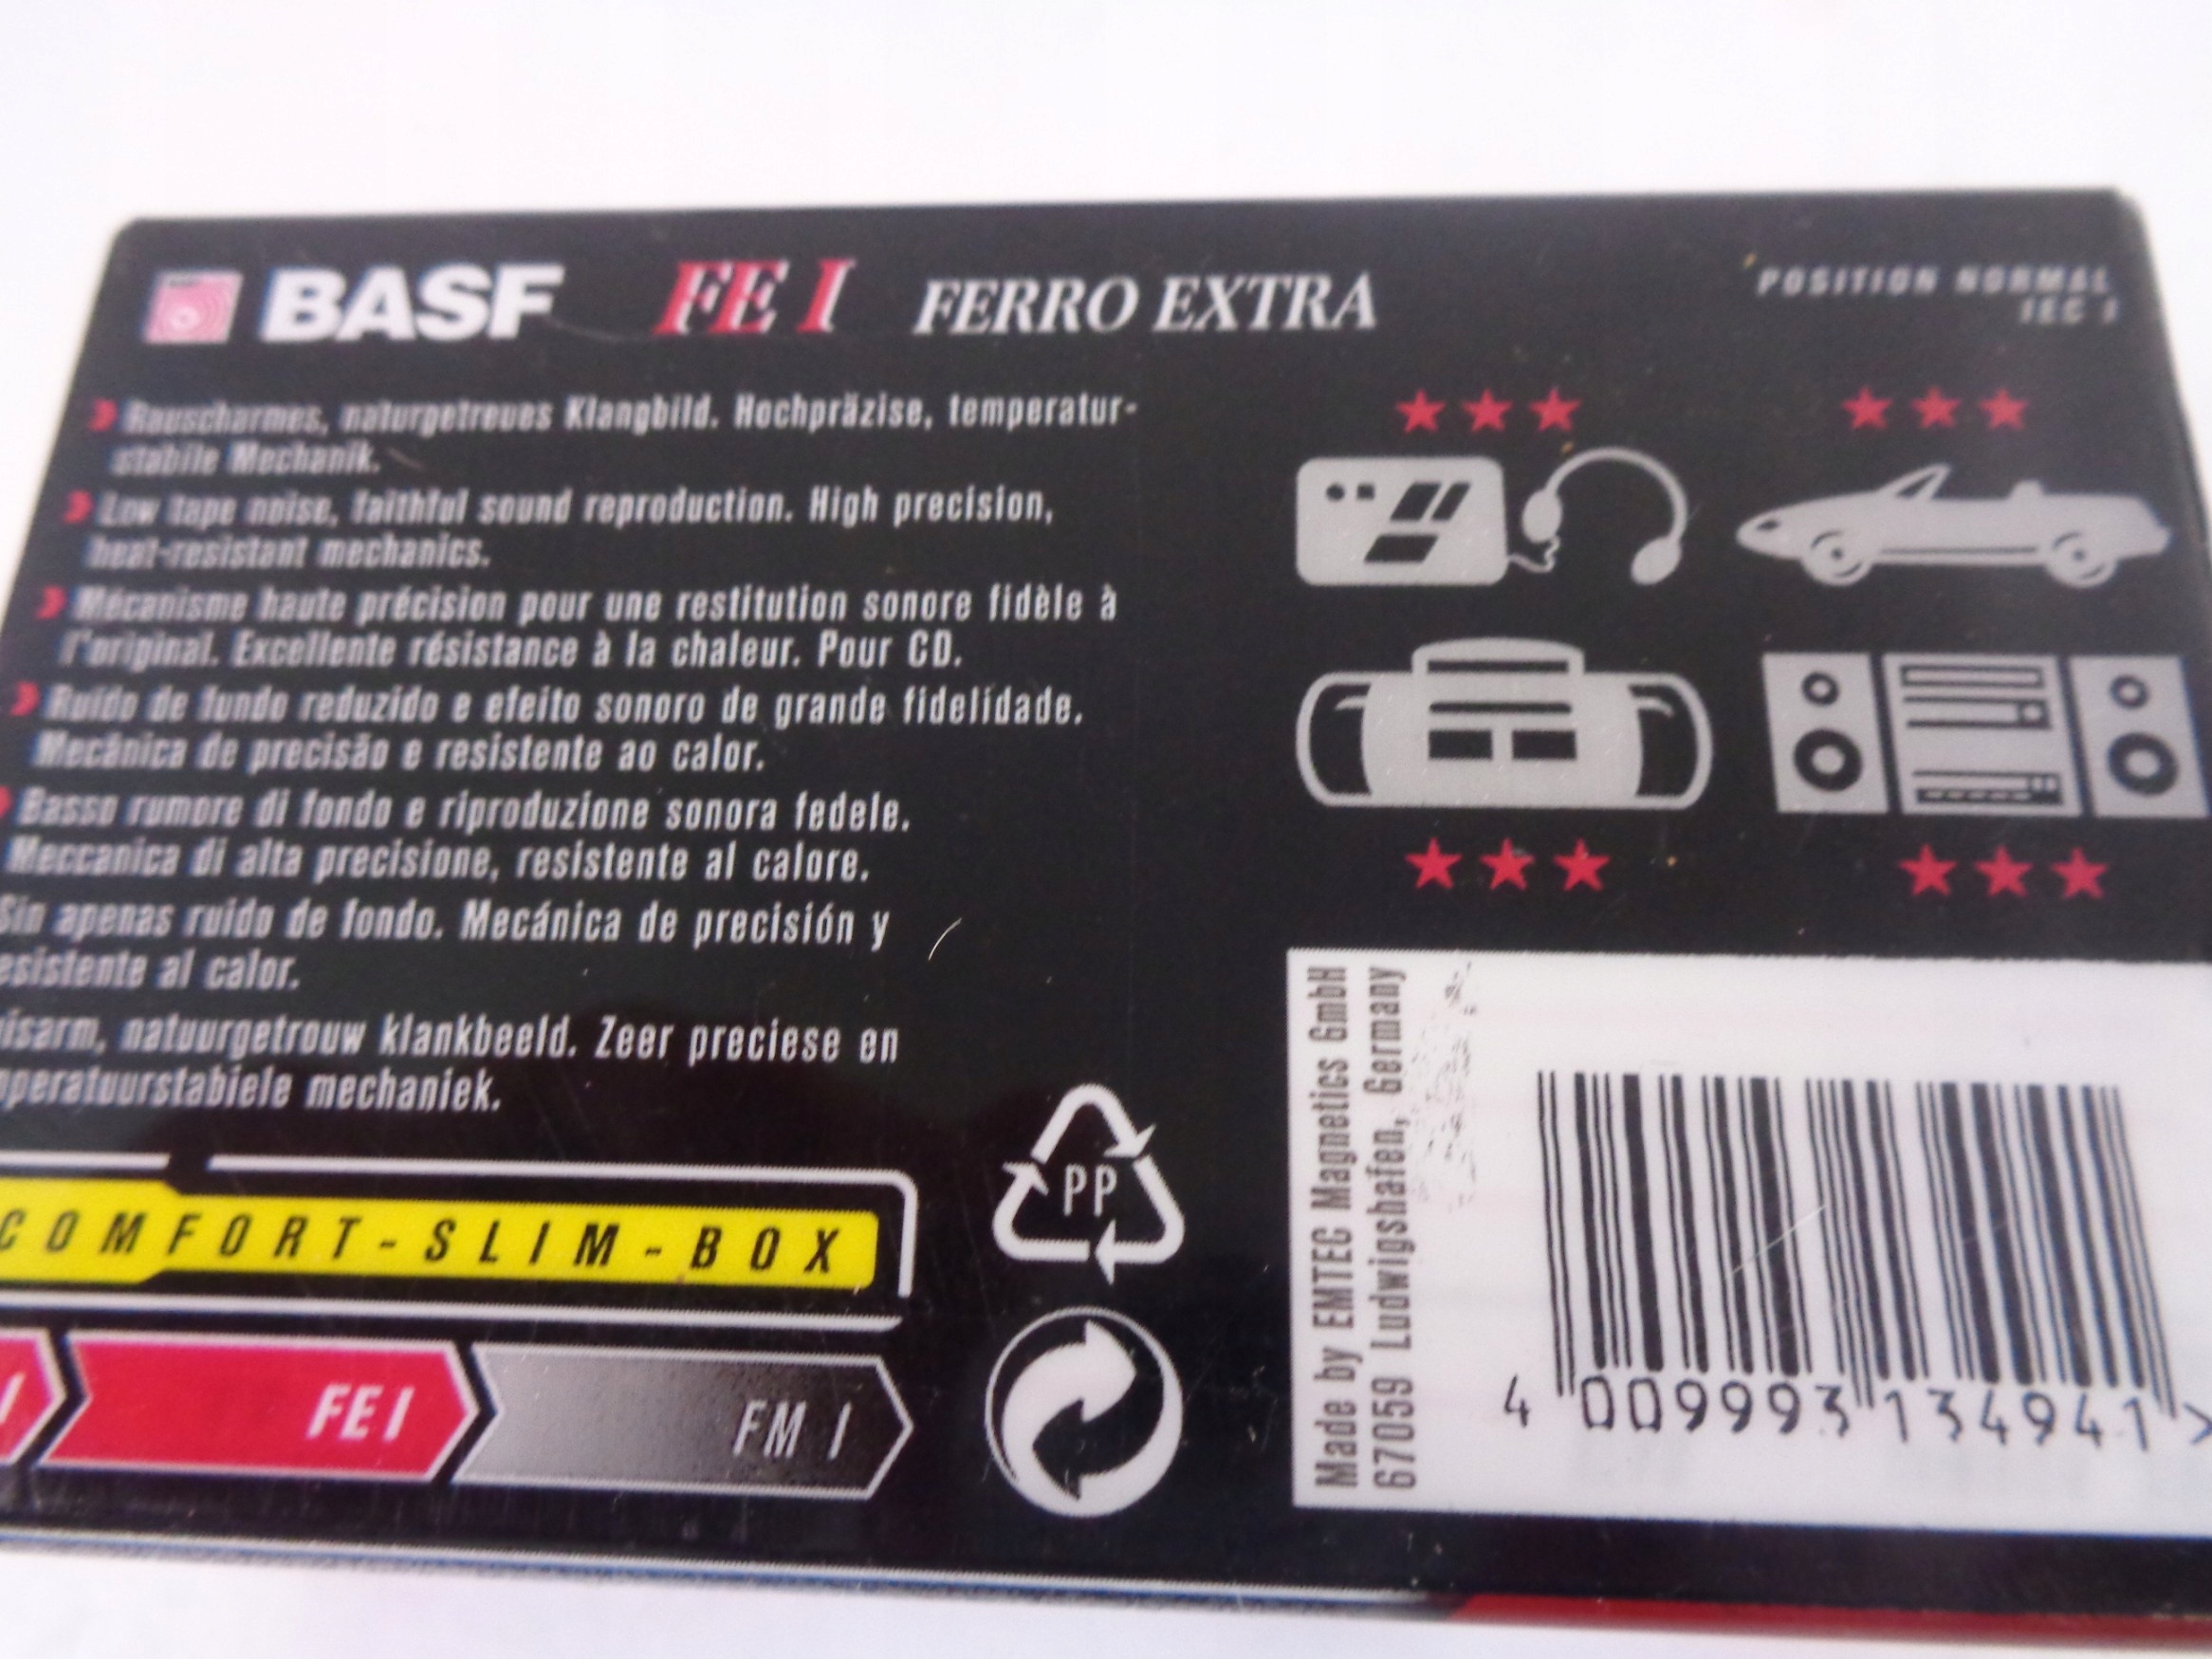 BASF FE I FERRO EXTRA
POSITION NORMAL
IEC I
Rauscharmes, naturgetreues Klangbild. Hochpräzise, temperatur-
stabile Mechanik.
Low tape noise, faithful sound reproduction. High precision,
heat-resistant mechanics.
Mécanisme haute précision pour une restitution sonore fidèle à
l'original. Excellente résistance à la chaleur. Pour CD.
Ruído de fundo reduzido e efeito sonoro de grande fidelidade.
Mecânica de precisão e resistente ao calor.
Basso rumore di fondo e riproduzione sonora fedele.
Meccanica di alta precisione, resistente al calore.
Sin apenas ruido de fondo. Mecánica de precisión y
esistente al calor.
isarm, natuurgetrouw klankbeeld. Zeer preciese en
mperatuurstabiele mechaniek.
COMFORT-SLIM-BOX
I FE I FM I
PP
Made by EMTEC Magnetics GmbH
67059 Ludwigshafen, Germany
4 009993 134941 >